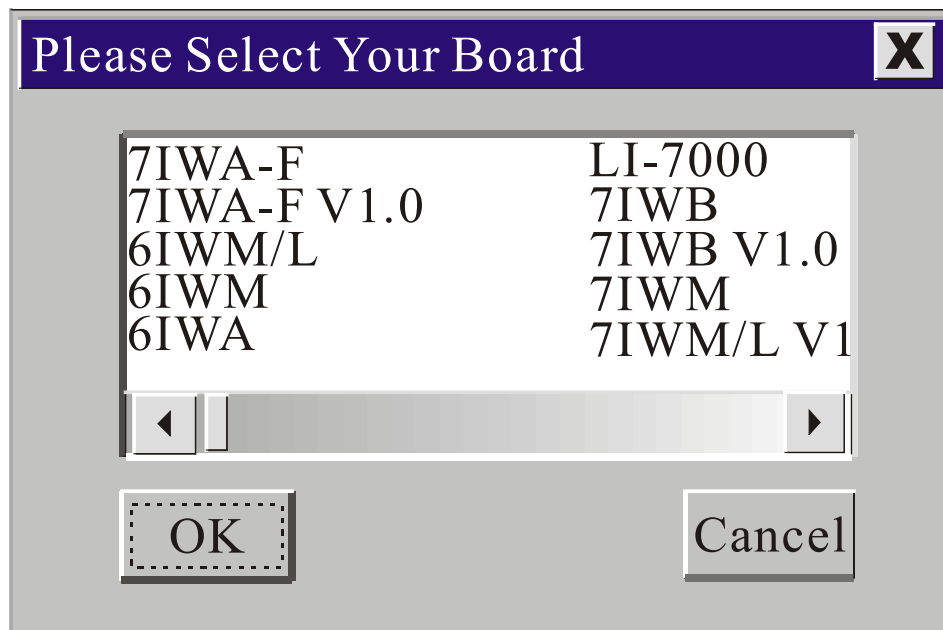 Please Select Your Board
X
7IWA-F
7IWA-F V1.0
6IWM/L
6IWM
6IWA
LI-7000
7IWB
7IWB V1.0
7IWM
7IWM/L V1
OK
Cancel